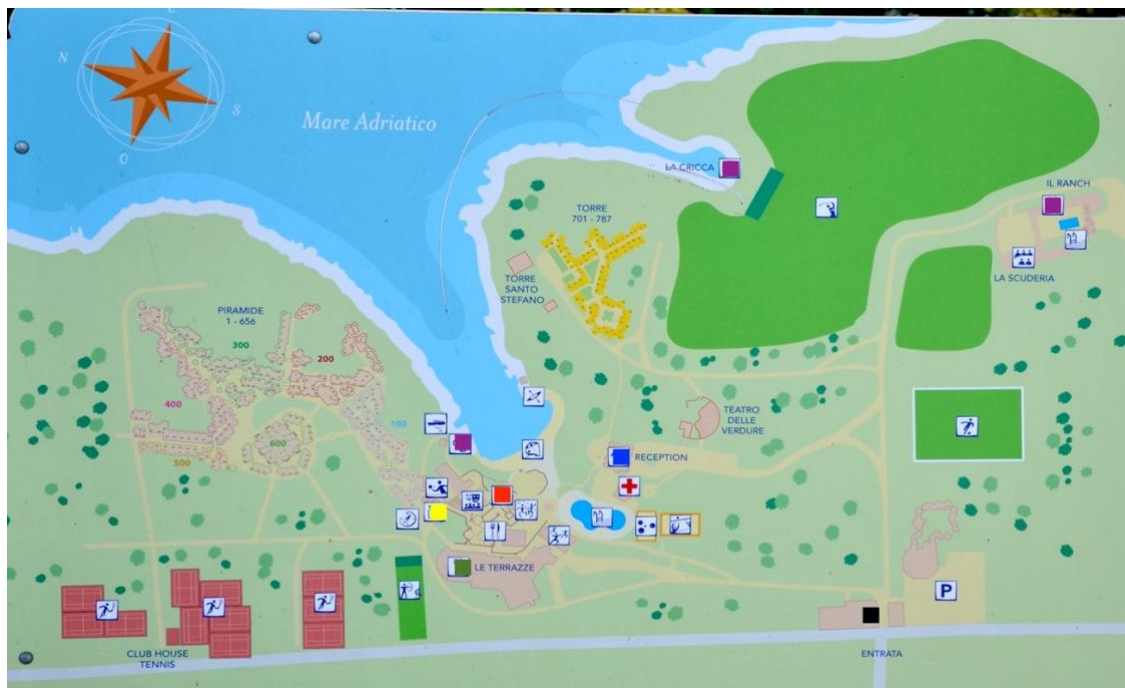 E
N
S
O
Mare Adriatico
LA CRICCA
IL RANCH
TORRE
701 - 787
LA SCUDERIA
TORRE
SANTO
STEFANO
PIRAMIDE
1 - 656
300
200
400
100
TEATRO
DELLE
VERDURE
600
500
RECEPTION
LE TERRAZZE
P
CLUB HOUSE
TENNIS
ENTRATA